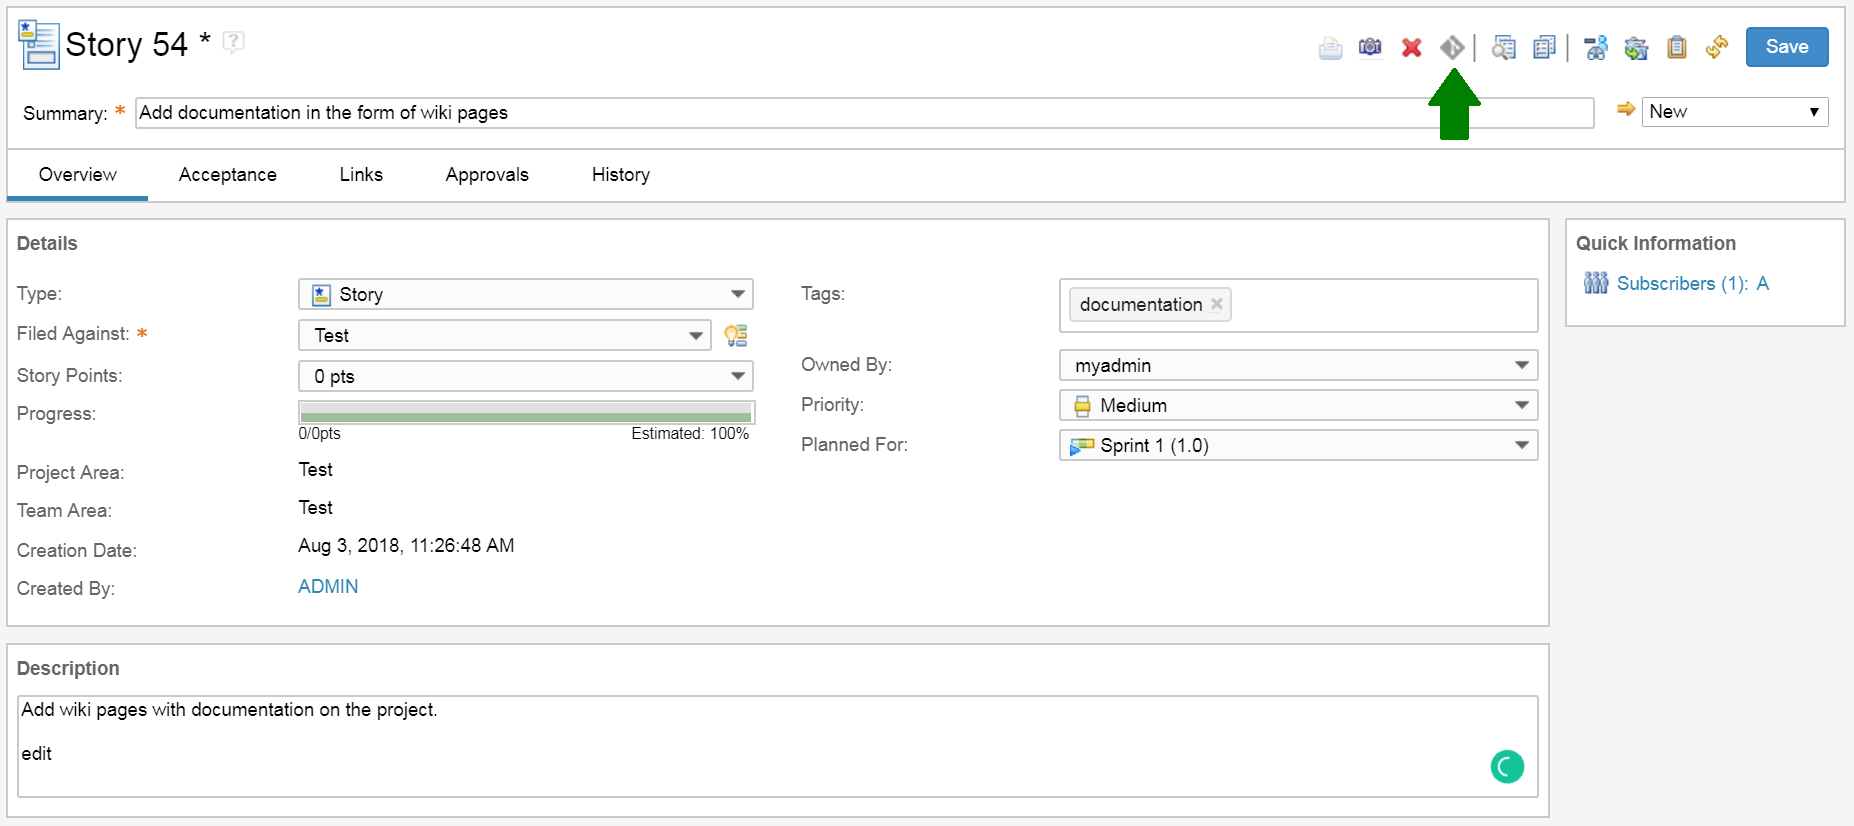 Story 54 * ?
Save
Summary: * Add documentation in the form of wiki pages New
Overview Acceptance Links Approvals History
Details
Type: Story
Filed Against: * Test
Story Points: 0 pts
Progress:
0/0pts Estimated: 100%
Project Area: Test
Team Area: Test
Creation Date: Aug 3, 2018, 11:26:48 AM
Created By: ADMIN
Tags: documentation
Owned By: myadmin
Priority: Medium
Planned For: Sprint 1 (1.0)
Quick Information
Subscribers (1): A
Description
Add wiki pages with documentation on the project.
edit